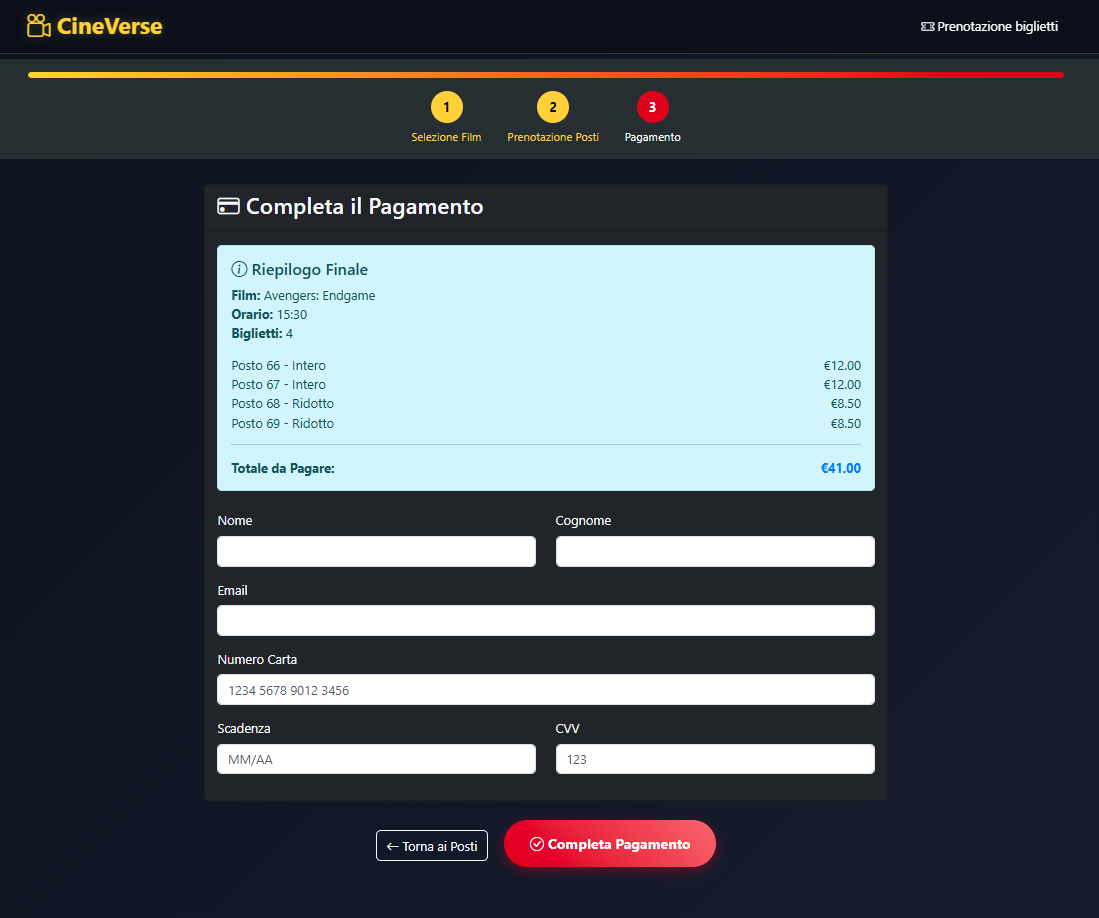 CineVerse
Prenotazione biglietti
1
2
3
Selezione Film
Prenotazione Posti
Pagamento
Completa il Pagamento
Riepilogo Finale
Film: Avengers: Endgame
Orario: 15:30
Biglietti: 4
Posto 66 - Intero €12.00
Posto 67 - Intero €12.00
Posto 68 - Ridotto €8.50
Posto 69 - Ridotto €8.50
Totale da Pagare: €41.00
Nome
Cognome
Email
Numero Carta
1234 5678 9012 3456
Scadenza
CVV
MM/AA
123
← Torna ai Posti
Completa Pagamento